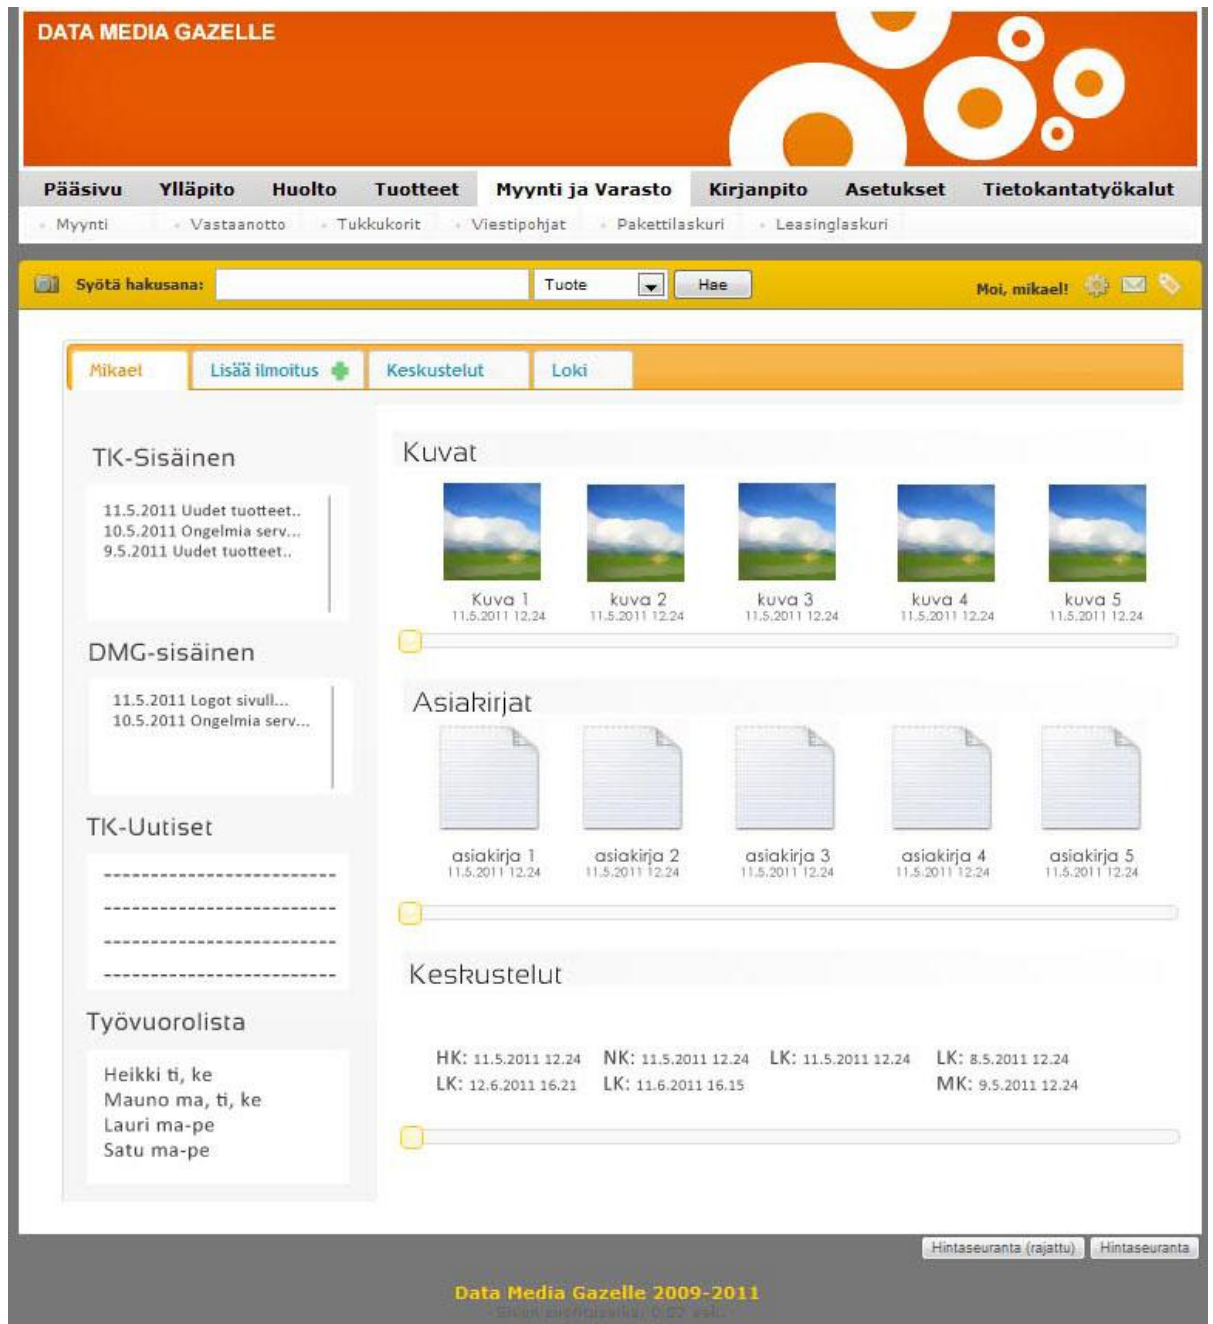 DATA MEDIA GAZELLE
Pääsivu Ylläpito Huolto Tuotteet Myynti ja Varasto Kirjanpito Asetukset Tietokantatyökalut
Myynti Vastaanotto Tukkukorit Viestipohjat Pakettilaskuri Leasinglaskuri
Syötä hakusana: Tuote Hae Moi, mikael!
Mikael Lisää ilmoitus Keskustelut Loki
TK-Sisäinen
11.5.2011 Uudet tuotteet..
10.5.2011 Ongelmia serv...
9.5.2011 Uudet tuotteet..
DMG-sisäinen
11.5.2011 Logot sivull...
10.5.2011 Ongelmia serv...
TK-Uutiset
-------------------------
-------------------------
-------------------------
-------------------------
Työvuorolista
Heikki ti, ke
Mauno ma, ti, ke
Lauri ma-pe
Satu ma-pe
Kuvat
Kuva 1 kuva 2 kuva 3 kuva 4 kuva 5
11.5.2011 12.24 11.5.2011 12.24 11.5.2011 12.24 11.5.2011 12.24 11.5.2011 12.24
Asiakirjat
asiakirja 1 asiakirja 2 asiakirja 3 asiakirja 4 asiakirja 5
11.5.2011 12.24 11.5.2011 12.24 11.5.2011 12.24 11.5.2011 12.24 11.5.2011 12.24
Keskustelut
HK: 11.5.2011 12.24 NK: 11.5.2011 12.24 LK: 11.5.2011 12.24 LK: 8.5.2011 12.24
LK: 12.6.2011 16.21 LK: 11.6.2011 16.15 MK: 9.5.2011 12.24
Hintaseuranta (rajattu) Hintaseuranta
Data Media Gazelle 2009-2011